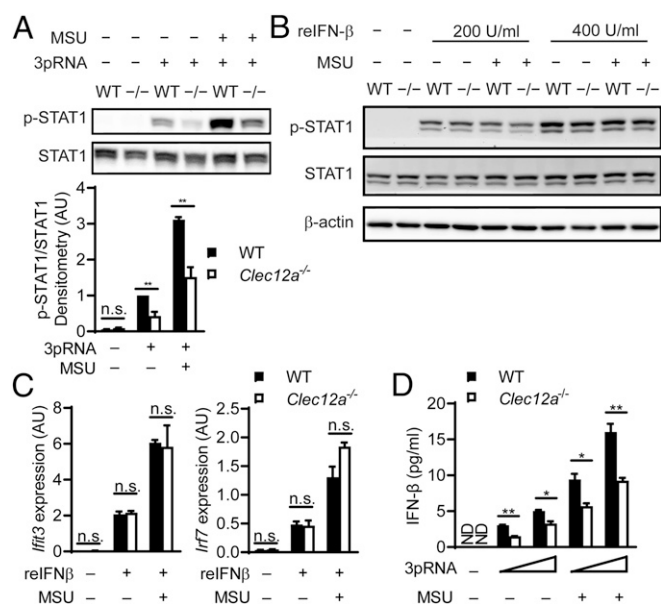 A
MSU – – – – + +
3pRNA – – + + + +
WT –/– WT –/– WT –/–
p-STAT1
STAT1
p-STAT1/STAT1
Densitometry (AU)
4
3
2
1
0
n.s.
**
**
WT
Clec12a-/-
3pRNA – + +
MSU – – +
B
reIFN-β – – 200 U/ml 400 U/ml
MSU – – – – + + – – + +
WT –/– WT –/– WT –/– WT –/– WT –/–
p-STAT1
STAT1
β-actin
C
WT
Clec12a-/-
Ifit3 expression (AU)
8
6
4
2
0
n.s.
n.s.
n.s.
reIFNβ – + +
MSU – – +
Irf7 expression (AU)
2.5
2.0
1.5
1.0
0.5
0.0
n.s.
n.s.
n.s.
reIFNβ – + +
MSU – – +
D
WT
Clec12a-/-
IFN-β (pg/ml)
20
15
10
5
0
ND
ND
**
*
*
**
3pRNA –
MSU – – – + +